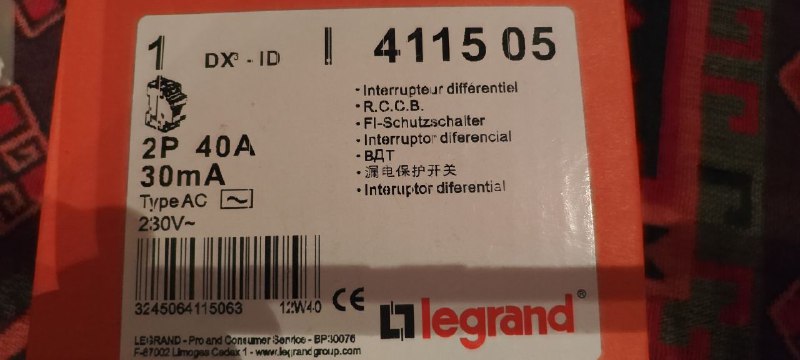 1 DX³ - ID 4115 05
2P 40A
30mA
Type AC
230V~
• Interrupteur différentiel
• R.C.C.B.
• FI-Schutzschalter
• Interruptor diferencial
• ВДТ
• 漏电保护开关
• Interuptor diferential
3245064115063 12W40 CE
legrand®
LEGRAND - Pro and Consumer Service - BP30076
F-87002 Limoges Cedex 1 - www.legrandgroup.com